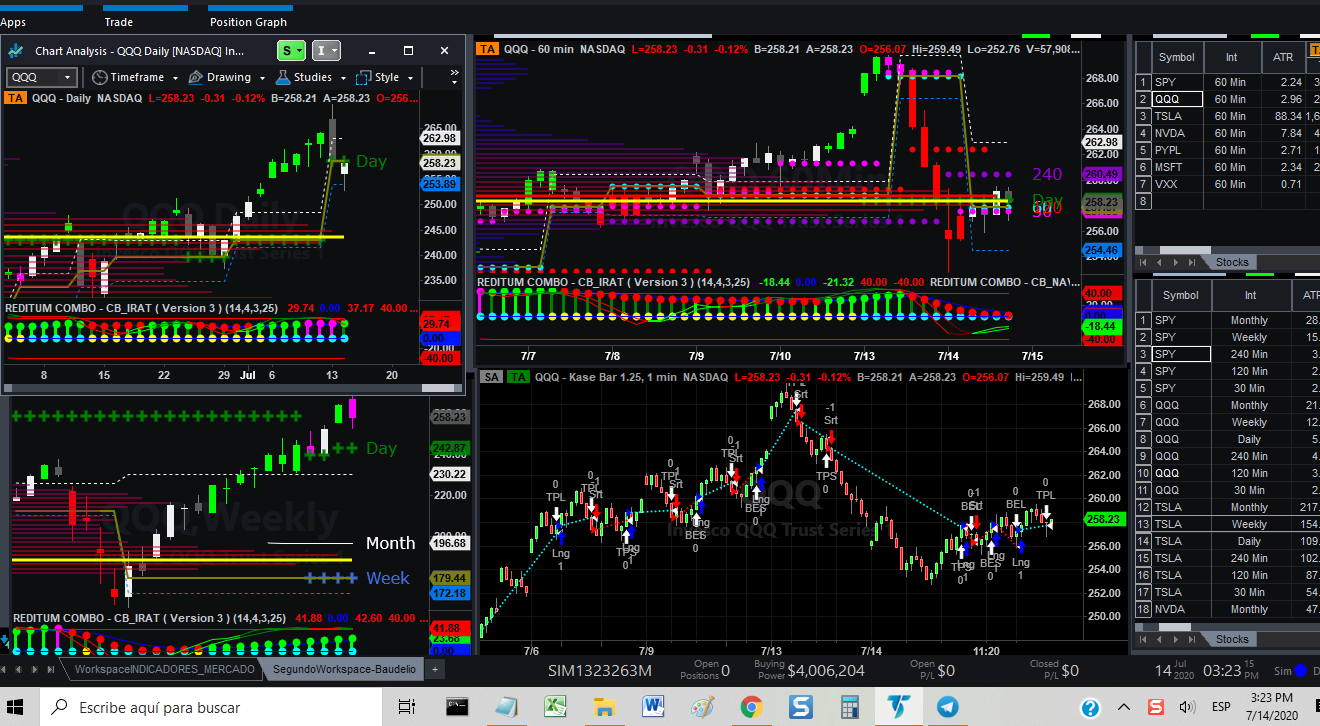 Apps Trade Position Graph
Chart Analysis - QQQ Daily [NASDAQ] In...
S I
QQQ Timeframe Drawing Studies Style »
TA QQQ - Daily NASDAQ L=258.23 -0.31 -0.12% B=258.21 A=258.23 O=256...
265.00
262.98
258.23
253.89
250.00
245.00
240.00
235.00
Day
QQQ Daily
REDITUM COMBO - CB_IRAT ( Version 3 ) (14,4,3,25) 29.74 0.00 37.17 40.00 ...
29.74
0.00
-20.00
-40.00
8 15 22 29 Jul 6 13 20
TA QQQ - 60 min NASDAQ L=258.23 -0.31 -0.12% B=258.21 A=258.23 O=256.07 Hi=259.49 Lo=252.76 V=57,908...
268.00
266.00
264.00
262.98
262.00
260.49
258.23
256.00
254.46
240
Day
REDITUM COMBO - CB_IRAT ( Version 3 ) (14,4,3,25) -18.44 0.00 -21.32 40.00 -40.00 REDITUM COMBO - CB_NA\...
40.00
20.00
0.00
-18.44
-40.00
7/7 7/8 7/9 7/10 7/13 7/14 7/15
Symbol Int ATR
1 SPY 60 Min 2.24
2 QQQ 60 Min 2.96
3 TSLA 60 Min 88.34
4 NVDA 60 Min 7.84
5 PYPL 60 Min 2.71
6 MSFT 60 Min 2.34
7 VXX 60 Min 0.71
8
Stocks
258.23
242.87
240.00
230.22
220.00
196.68
179.44
172.18
Day
Month
Week
REDITUM COMBO - CB_IRAT ( Version 3 ) (14,4,3,25) 41.88 0.00 42.60 40.00 ...
41.88
23.68
0.00
SA TA QQQ - Kase Bar 1.25, 1 min NASDAQ L=258.23 -0.31 -0.12% B=258.21 A=258.23 O=256.07 Hi=259.49 l...
268.00
266.00
264.00
262.00
260.00
258.23
256.00
254.00
252.00
250.00
QQQ
Invesco QQQ Trust Series
Srt
-1
Srt
TPS
0
0
TPL
Lng
1
BES
0
0
BEL
Lng
1
0
TPL
7/6 7/8 7/9 7/13 7/14 11:20
Symbol Int ATR
1 SPY Monthly 28.
2 SPY Weekly 15.
3 SPY 240 Min 3.
4 SPY 120 Min 2.
5 SPY 30 Min 2.
6 QQQ Monthly 21.
7 QQQ Weekly 12.
8 QQQ Daily 5.
9 QQQ 240 Min 4.
10 QQQ 120 Min 3.
11 QQQ 30 Min 2.
12 TSLA Monthly 217.
13 TSLA Weekly 154.
14 TSLA Daily 109.
15 TSLA 240 Min 102.
16 TSLA 120 Min 87.
17 TSLA 30 Min 54.
18 NVDA Monthly 47.
Stocks
WorkspaceINDICADORES_MERCADO SegundoWorkspace-Baudelio +
SIM1323263M Open Positions 0 Buying Power $4,006,204 Open P/L $0 Closed P/L $0 14 Jul 2020 03:23 15 PM Sim
Escribe aquí para buscar
ESP
3:23 PM
7/14/2020